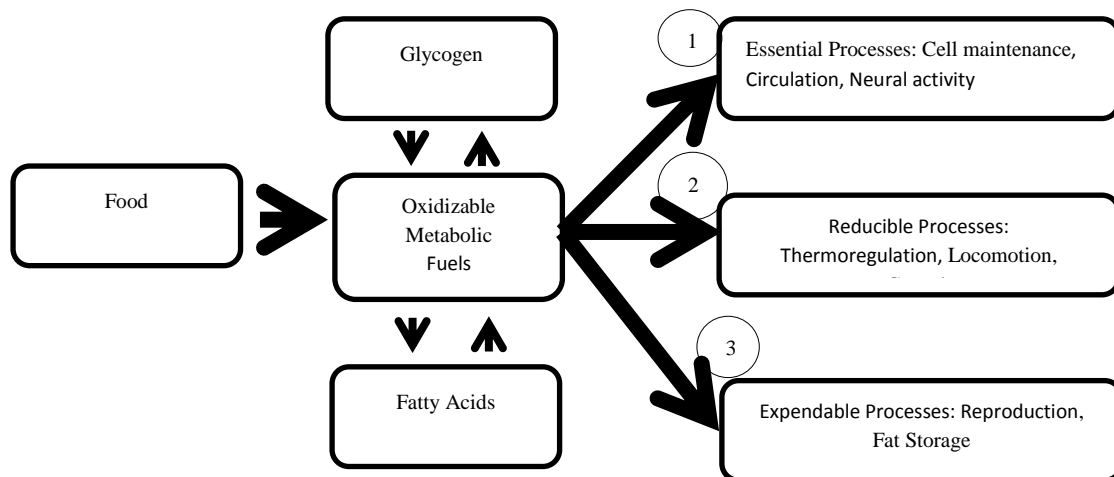 Glycogen
1
Essential Processes: Cell maintenance,
Circulation, Neural activity
Food
Oxidizable
Metabolic
Fuels
2
Reducible Processes:
Thermoregulation, Locomotion,
Fatty Acids
3
Expendable Processes: Reproduction,
Fat Storage